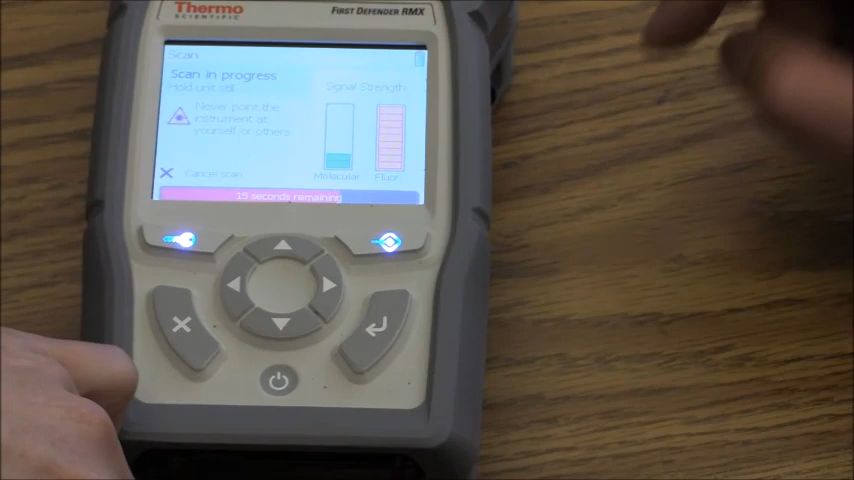 Thermo
SCIENTIFIC
FIRST DEFENDER RMX
Scan
Scan in progress
Hold unit still
Signal Strength
Never point the
instrument at
yourself or others
Cancel scan
Molecular
Fluor
15 seconds remaining